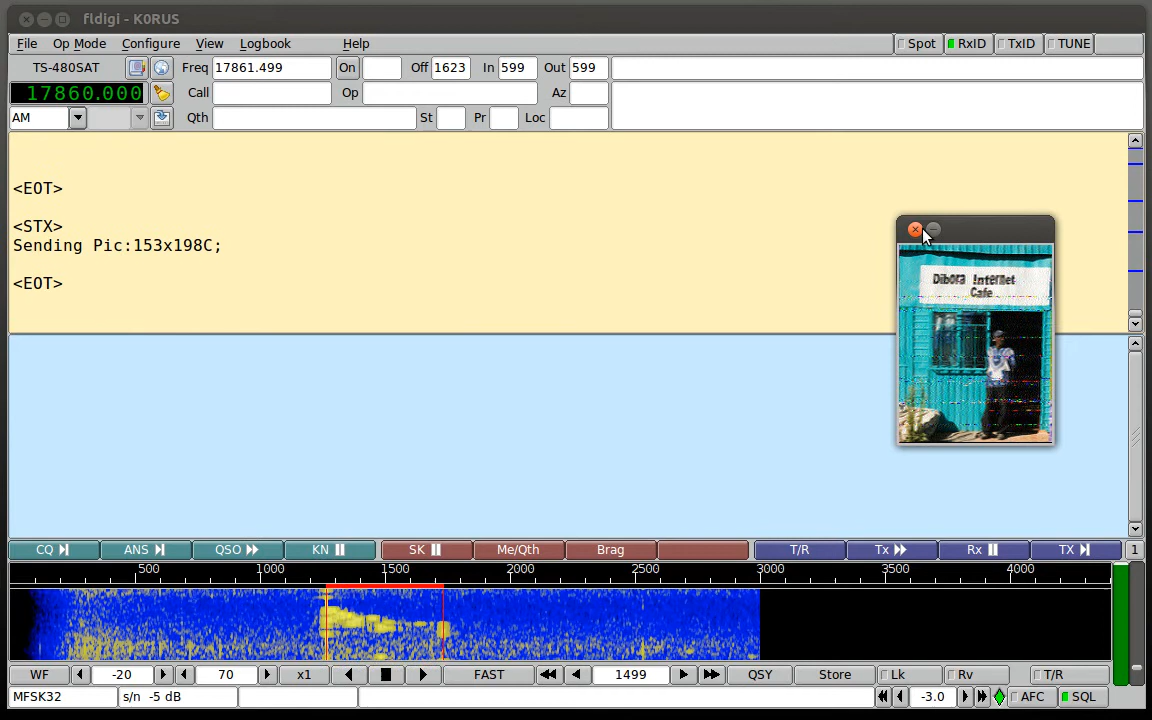 fldigi - K0RUS
File Op Mode Configure View Logbook Help Spot RxID TxID TUNE
TS-480SAT Freq 17861.499 On Off 1623 In 599 Out 599
17860.000 Call Op Az
AM Qth St Pr Loc
<EOT>
<STX>
Sending Pic:153x198C;
<EOT>
Dibora Internet
Cafe
CQ ANS QSO KN SK Me/Qth Brag T/R Tx Rx TX 1
500 1000 1500 2000 2500 3000 3500 4000
WF -20 70 x1 FAST 1499 QSY Store Lk Rv T/R
MFSK32 s/n -5 dB -3.0 AFC SQL